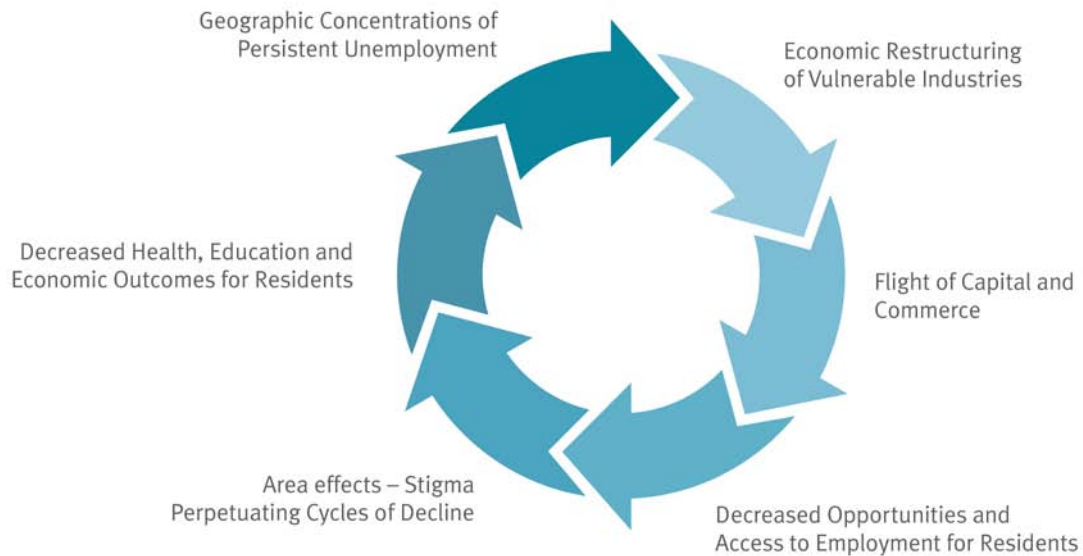 Geographic Concentrations of
Persistent Unemployment
Economic Restructuring
of Vulnerable Industries
Flight of Capital and
Commerce
Decreased Opportunities and
Access to Employment for Residents
Area effects – Stigma
Perpetuating Cycles of Decline
Decreased Health, Education and
Economic Outcomes for Residents